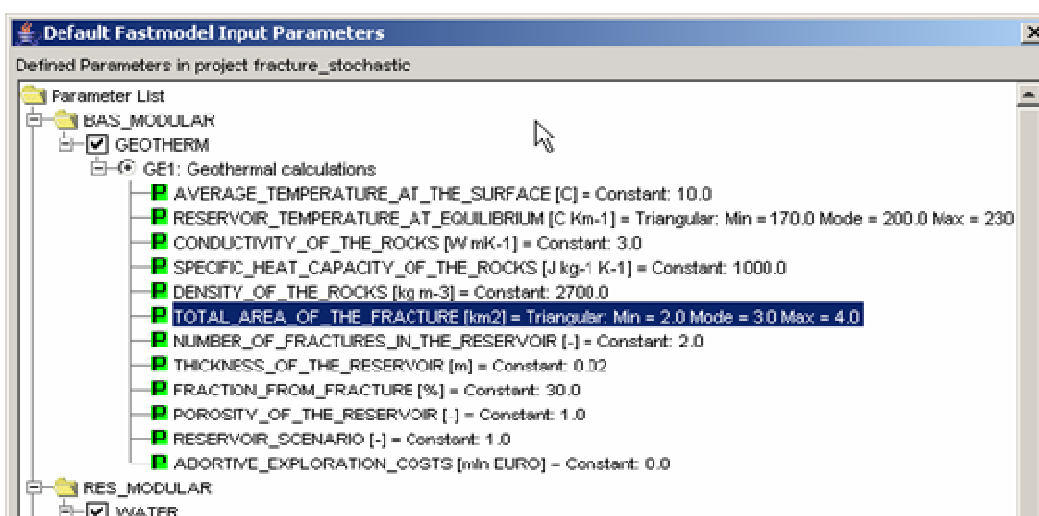 Default Fastmodel Input Parameters
Defined Parameters in project fracture_stochastic
Parameter List
BAS_MODULAR
GEOTHERM
GE1: Geothermal calculations
P AVERAGE_TEMPERATURE_AT_THE_SURFACE [C] = Constant: 10.0
P RESERVOIR_TEMPERATURE_AT_EQUILIBRIUM [C Km-1] = Triangular: Min = 170.0 Mode = 200.0 Max = 230
P CONDUCTIVITY_OF_THE_ROCKS [W mK-1] = Constant: 3.0
P SPECIFIC_HEAT_CAPACITY_OF_THE_ROCKS [J kg-1 K-1] = Constant: 1000.0
P DENSITY_OF_THE_ROCKS [kg m-3] = Constant: 2700.0
P TOTAL_AREA_OF_THE_FRACTURE [km2] = Triangular: Min = 2.0 Mode = 3.0 Max = 4.0
P NUMBER_OF_FRACTURES_IN_THE_RESERVOIR [-] = Constant: 2.0
P THICKNESS_OF_THE_RESERVOIR [m] = Constant: 0.02
P FRACTION_FROM_FRACTURE [%] = Constant: 30.0
P POROSITY_OF_THE_RESERVOIR [-] = Constant: 1.0
P RESERVOIR_SCENARIO [-] = Constant: 1.0
P ABORTIVE_EXPLORATION_COSTS [mln EURO] = Constant: 0.0
RES_MODULAR
WATER